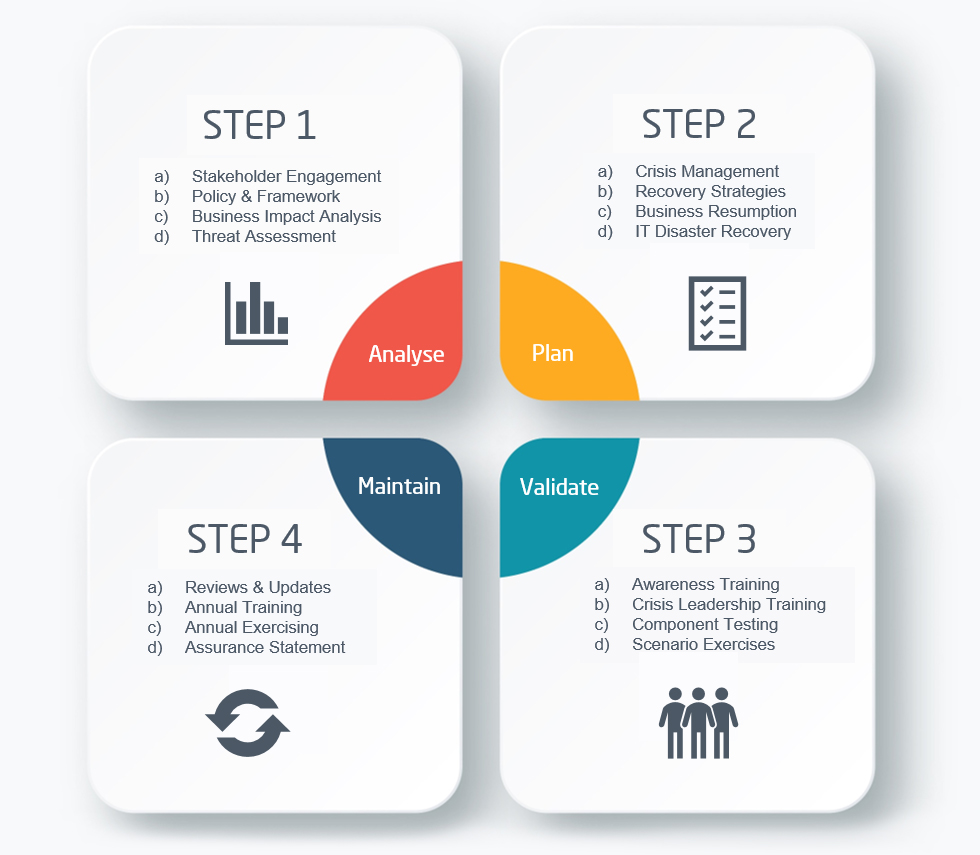 STEP 1
a) Stakeholder Engagement
b) Policy & Framework
c) Business Impact Analysis
d) Threat Assessment
Analyse
STEP 2
a) Crisis Management
b) Recovery Strategies
c) Business Resumption
d) IT Disaster Recovery
Plan
Validate
STEP 3
a) Awareness Training
b) Crisis Leadership Training
c) Component Testing
d) Scenario Exercises
Maintain
STEP 4
a) Reviews & Updates
b) Annual Training
c) Annual Exercising
d) Assurance Statement